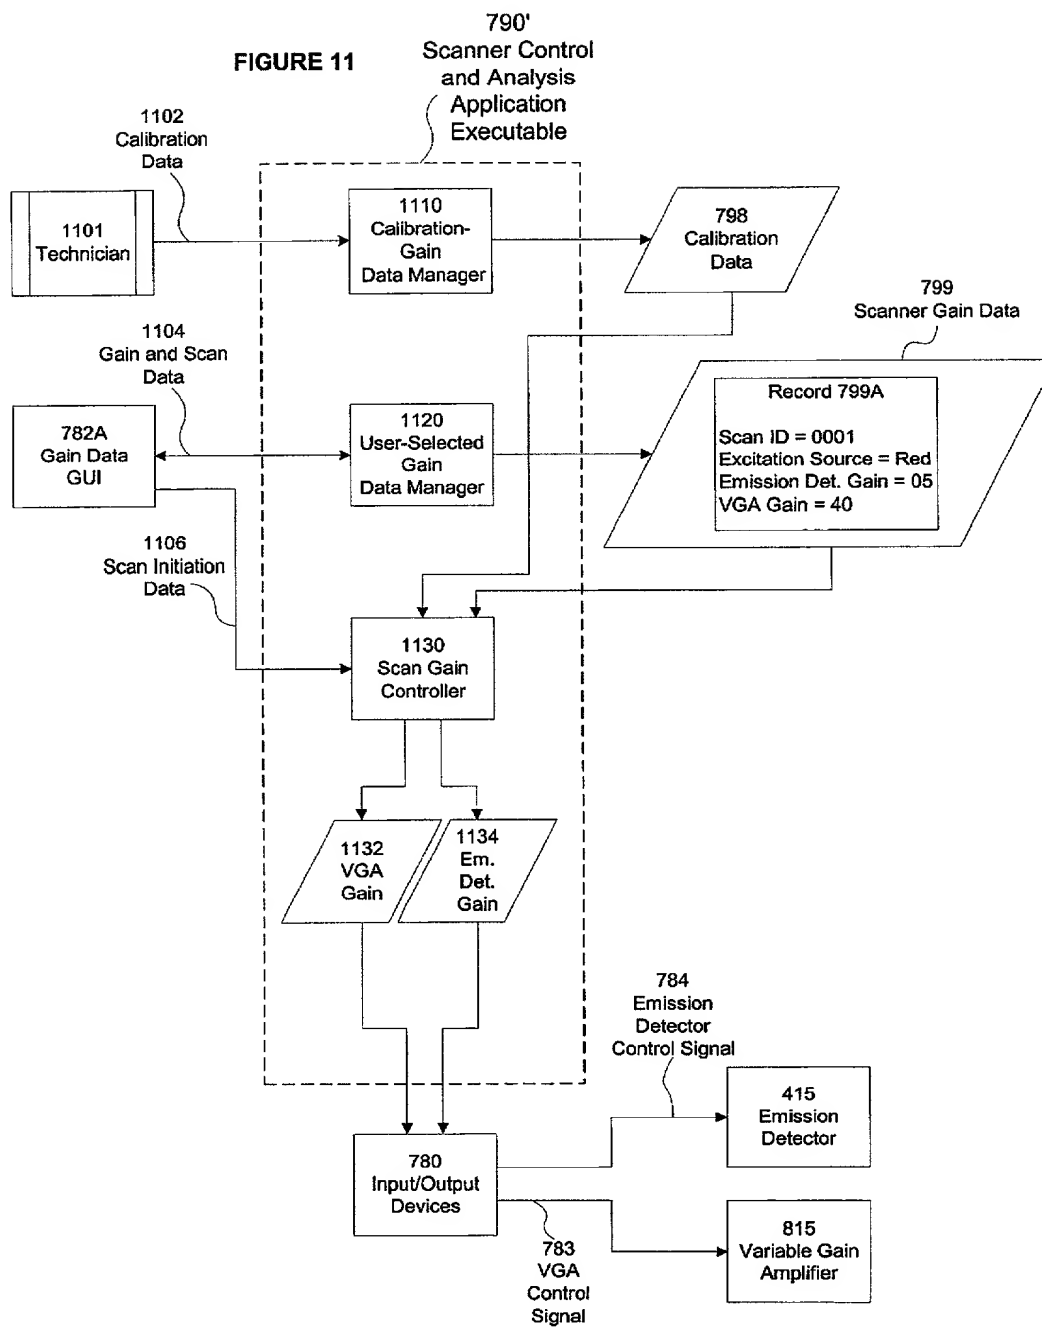 FIGURE 11
790'
Scanner Control
and Analysis
Application
Executable
1102
Calibration
Data
1101
Technician
1110
Calibration-
Gain
Data Manager
798
Calibration
Data
799
Scanner Gain Data
1104
Gain and Scan
Data
782A
Gain Data
GUI
1120
User-Selected
Gain
Data Manager
Record 799A
Scan ID = 0001
Excitation Source = Red
Emission Det. Gain = 05
VGA Gain = 40
1106
Scan Initiation
Data
1130
Scan Gain
Controller
1132
VGA
Gain
1134
Em.
Det.
Gain
784
Emission
Detector
Control Signal
415
Emission
Detector
780
Input/Output
Devices
783
VGA
Control
Signal
815
Variable Gain
Amplifier